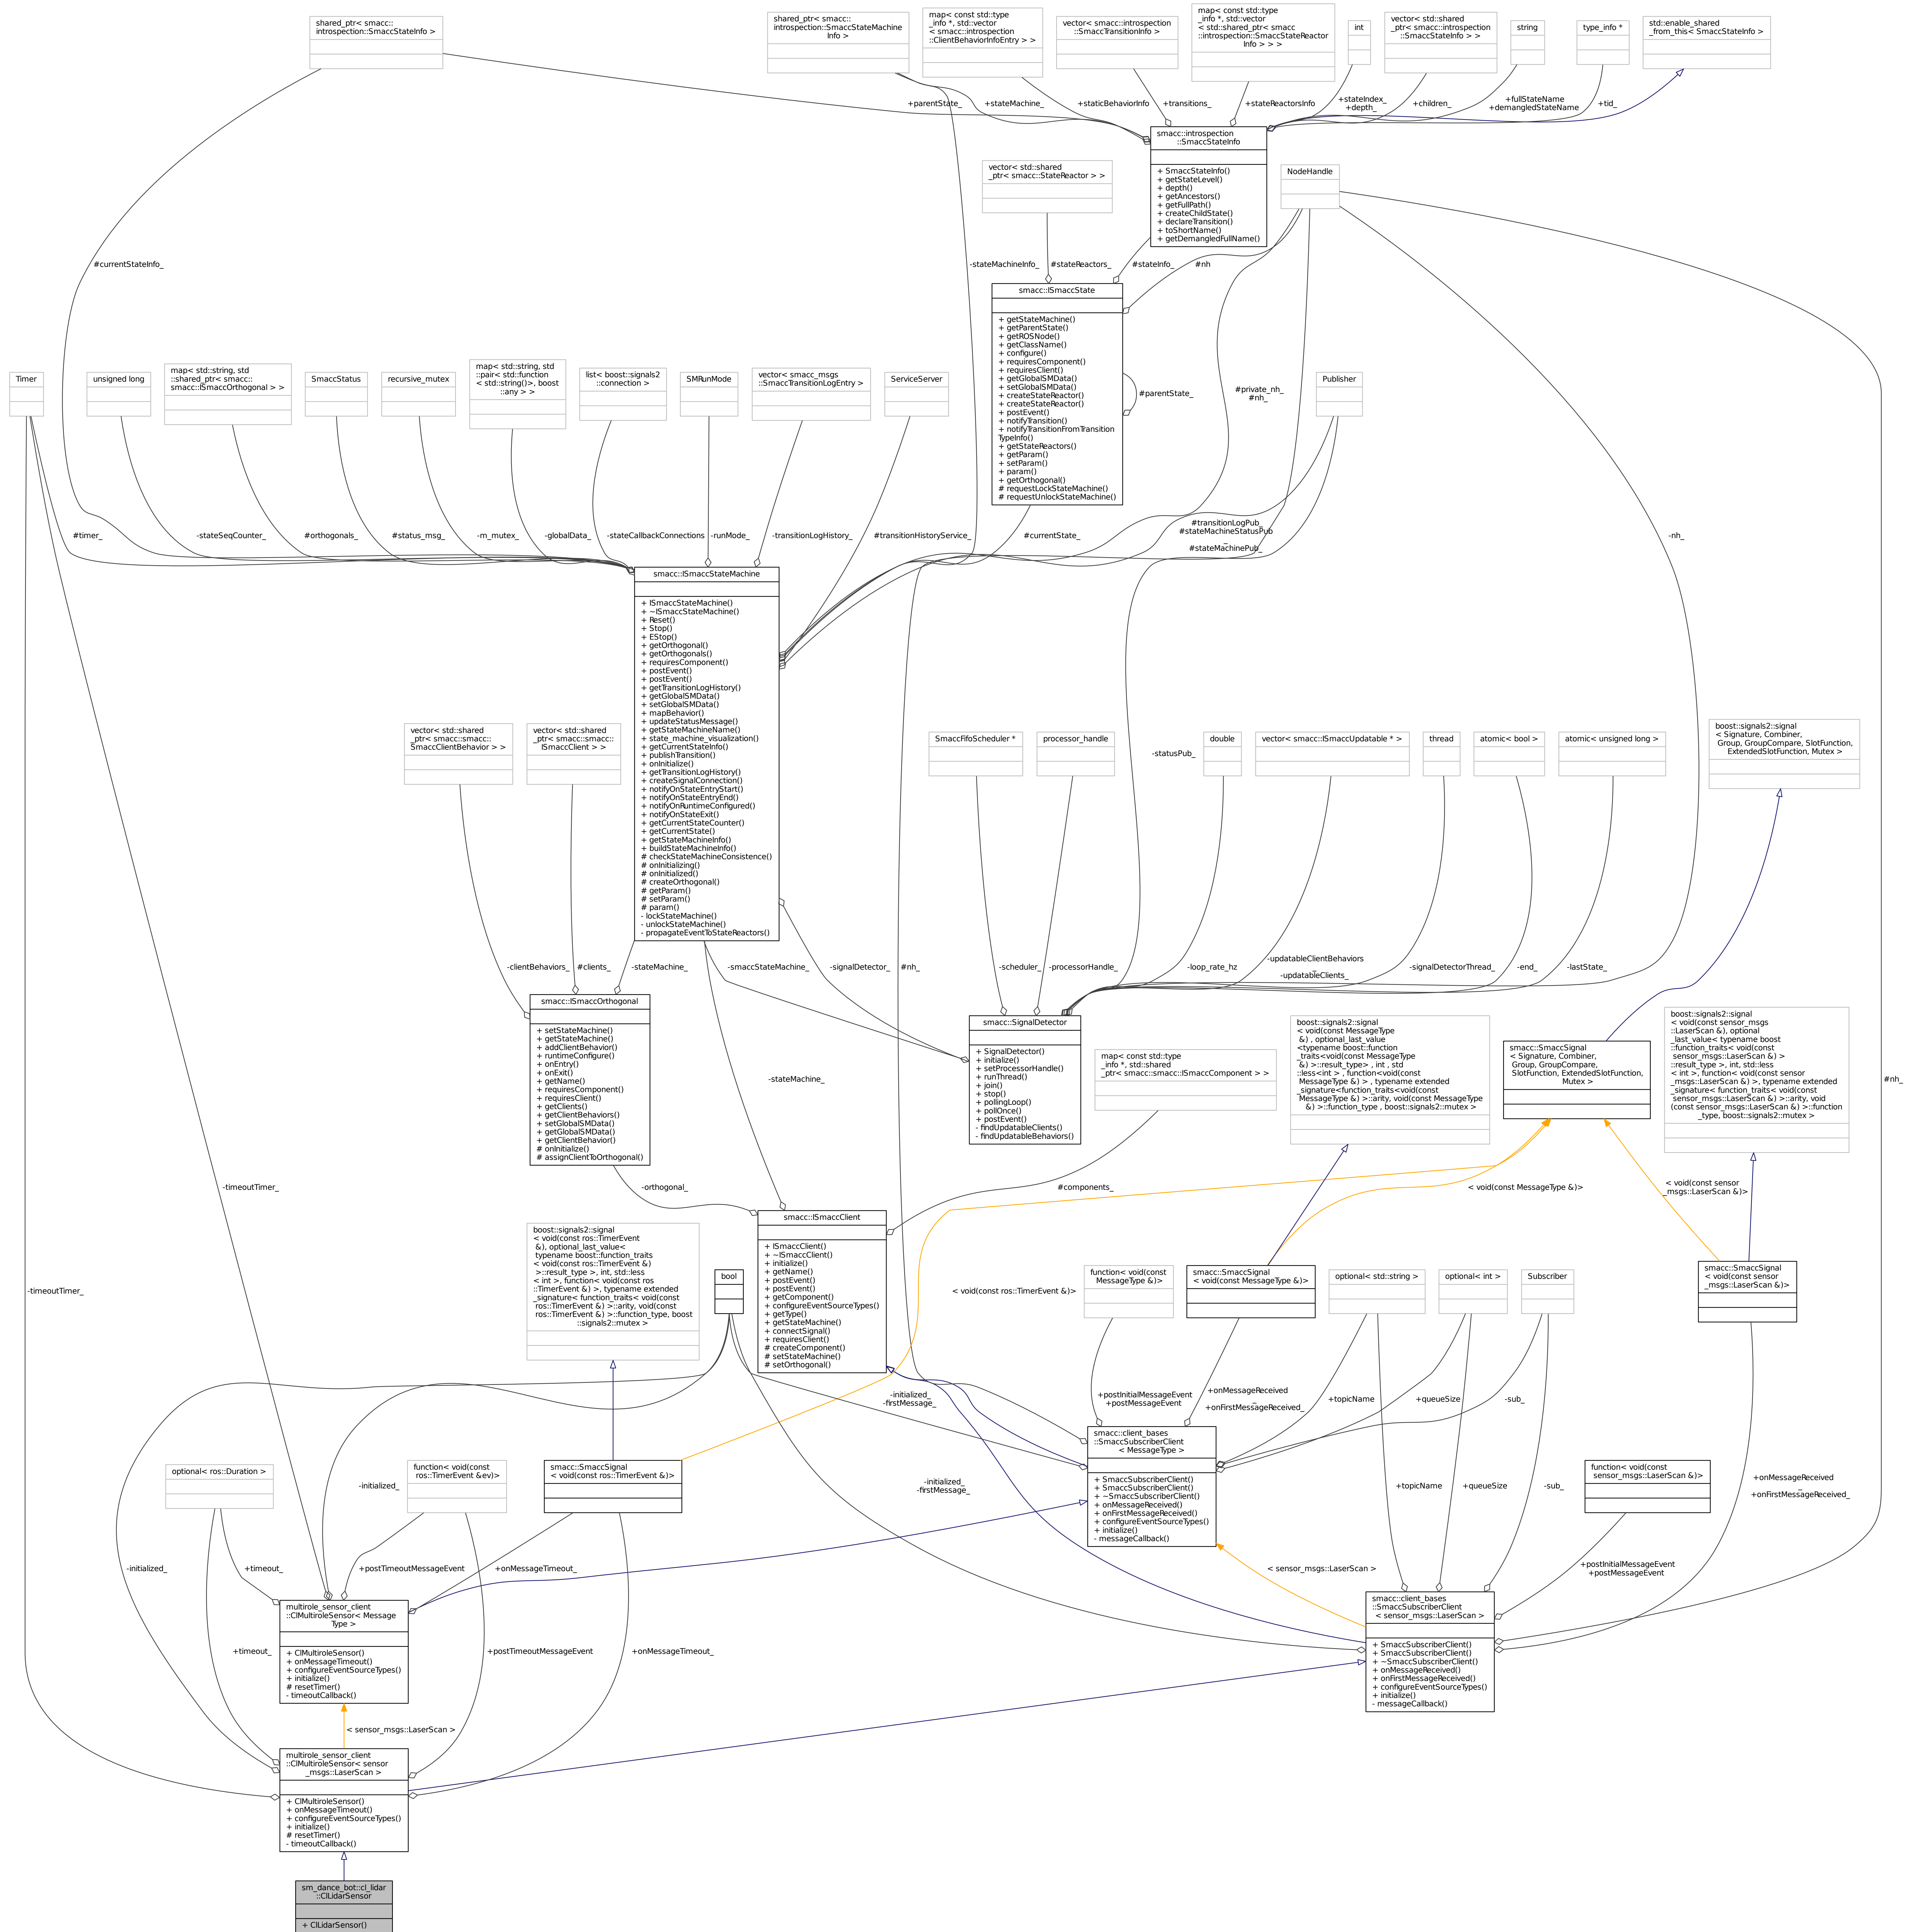 shared_ptr< smacc::
introspection::SmaccStateInfo >
shared_ptr< smacc::
introspection::SmaccStateMachine
Info >
map< const std::type
_info *, std::vector
< smacc::introspection
::ClientBehaviorInfoEntry > >
vector< smacc::introspection
::SmaccTransitionInfo >
map< const std::type
_info *, std::vector
< std::shared_ptr< smacc
::introspection::SmaccStateReactor
Info > > >
int
vector< std::shared
_ptr< smacc::introspection
::SmaccStateInfo > >
string
type_info *
std::enable_shared
_from_this< SmaccStateInfo >
+parentState_
+stateMachine_
+staticBehaviorInfo
+transitions_
+stateReactorsInfo
+stateIndex_
+depth_
+children_
+fullStateName
+demangledStateName
+tid_
smacc::introspection
::SmaccStateInfo
+ SmaccStateInfo()
+ getStateLevel()
+ depth()
+ getAncestors()
+ getFullPath()
+ createChildState()
+ declareTransition()
+ toShortName()
+ getDemangledFullName()
vector< std::shared
_ptr< smacc::StateReactor > >
NodeHandle
#currentStateInfo_
-stateMachineInfo_
#stateReactors_
#stateInfo_
#nh
smacc::ISmaccState
+ getStateMachine()
+ getParentState()
+ getROSNode()
+ getClassName()
+ configure()
+ requiresComponent()
+ requiresClient()
+ getGlobalSMData()
+ setGlobalSMData()
+ createStateReactor()
+ createStateReactor()
+ postEvent()
+ notifyTransition()
+ notifyTransitionFromTransition
TypeInfo()
+ getStateReactors()
+ getParam()
+ setParam()
+ param()
+ getOrthogonal()
# requestLockStateMachine()
# requestUnlockStateMachine()
#parentState_
#private_nh_
#nh_
Timer
unsigned long
map< std::string, std
::shared_ptr< smacc::
smacc::ISmaccOrthogonal > >
SmaccStatus
recursive_mutex
map< std::string, std
::pair< std::function
< std::string()>, boost
::any > >
list< boost::signals2
::connection >
SMRunMode
vector< smacc_msgs
::SmaccTransitionLogEntry >
ServiceServer
Publisher
#timer_
-stateSeqCounter_
#orthogonals_
#status_msg_
-m_mutex_
-globalData_
-stateCallbackConnections
-runMode_
-transitionLogHistory_
#transitionHistoryService_
#currentState_
#transitionLogPub_
#stateMachineStatusPub
_
#stateMachinePub_
-nh_
smacc::ISmaccStateMachine
+ ISmaccStateMachine()
+ ~ISmaccStateMachine()
+ Reset()
+ Stop()
+ EStop()
+ getOrthogonal()
+ getOrthogonals()
+ requiresComponent()
+ postEvent()
+ postEvent()
+ getTransitionLogHistory()
+ getGlobalSMData()
+ setGlobalSMData()
+ mapBehavior()
+ updateStatusMessage()
+ getStateMachineName()
+ state_machine_visualization()
+ getCurrentStateInfo()
+ publishTransition()
+ onInitialize()
+ getTransitionLogHistory()
+ createSignalConnection()
+ notifyOnStateEntryStart()
+ notifyOnStateEntryEnd()
+ notifyOnRuntimeConfigured()
+ notifyOnStateExit()
+ getCurrentStateCounter()
+ getCurrentState()
+ getStateMachineInfo()
+ buildStateMachineInfo()
# checkStateMachineConsistence()
# onInitializing()
# onInitialized()
# createOrthogonal()
# getParam()
# setParam()
# param()
- lockStateMachine()
- unlockStateMachine()
- propagateEventToStateReactors()
vector< std::shared
_ptr< smacc::smacc::
SmaccClientBehavior > >
vector< std::shared
_ptr< smacc::smacc::
ISmaccClient > >
SmaccFifoScheduler *
processor_handle
-statusPub_
double
vector< smacc::ISmaccUpdatable * >
thread
atomic< bool >
atomic< unsigned long >
boost::signals2::signal
< Signature, Combiner,
Group, GroupCompare, SlotFunction,
ExtendedSlotFunction, Mutex >
-clientBehaviors_
#clients_
-stateMachine_
-smaccStateMachine_
-signalDetector_
#nh_
-scheduler_
-processorHandle_
-loop_rate_hz
-updatableClientBehaviors
_
-updatableClients_
-signalDetectorThread_
-end_
-lastState_
smacc::ISmaccOrthogonal
+ setStateMachine()
+ getStateMachine()
+ addClientBehavior()
+ runtimeConfigure()
+ onEntry()
+ onExit()
+ getName()
+ requiresComponent()
+ requiresClient()
+ getClients()
+ getClientBehaviors()
+ setGlobalSMData()
+ getGlobalSMData()
+ getClientBehavior()
# onInitialize()
# assignClientToOrthogonal()
smacc::SignalDetector
+ SignalDetector()
+ initialize()
+ setProcessorHandle()
+ runThread()
+ join()
+ stop()
+ pollingLoop()
+ pollOnce()
+ postEvent()
- findUpdatableClients()
- findUpdatableBehaviors()
-stateMachine_
map< const std::type
_info *, std::shared
_ptr< smacc::smacc::ISmaccComponent > >
boost::signals2::signal
< void(const MessageType
&) , optional_last_value
<typename boost::function
_traits<void(const MessageType
&) >::result_type> , int , std
::less<int > , function<void(const
MessageType &) > , typename extended
_signature<function_traits<void(const
MessageType &) >::arity, void(const MessageType
&) >::function_type , boost::signals2::mutex >
smacc::SmaccSignal
< Signature, Combiner,
Group, GroupCompare,
SlotFunction, ExtendedSlotFunction,
Mutex >
boost::signals2::signal
< void(const sensor_msgs
::LaserScan &), optional
_last_value< typename boost
::function_traits< void(const
sensor_msgs::LaserScan &) >
::result_type >, int, std::less
< int >, function< void(const sensor
_msgs::LaserScan &) >, typename extended
_signature< function_traits< void(const
sensor_msgs::LaserScan &) >::arity, void
(const sensor_msgs::LaserScan &) >::function
_type, boost::signals2::mutex >
#nh_
-timeoutTimer_
-orthogonal_
#components_
< void(const MessageType &)>
< void(const sensor
_msgs::LaserScan &)>
smacc::ISmaccClient
+ ISmaccClient()
+ ~ISmaccClient()
+ initialize()
+ getName()
+ postEvent()
+ postEvent()
+ getComponent()
+ configureEventSourceTypes()
+ getType()
+ getStateMachine()
+ connectSignal()
+ requiresClient()
# createComponent()
# setStateMachine()
# setOrthogonal()
boost::signals2::signal
< void(const ros::TimerEvent
&), optional_last_value<
typename boost::function_traits
< void(const ros::TimerEvent &)
>::result_type >, int, std::less
< int >, function< void(const ros
::TimerEvent &) >, typename extended
_signature< function_traits< void(const
ros::TimerEvent &) >::arity, void(const
ros::TimerEvent &) >::function_type, boost
::signals2::mutex >
bool
-timeoutTimer_
< void(const ros::TimerEvent &)>
function< void(const
MessageType &)>
smacc::SmaccSignal
< void(const MessageType &)>
optional< std::string >
optional< int >
Subscriber
smacc::SmaccSignal
< void(const sensor
_msgs::LaserScan &)>
-initialized_
-firstMessage_
+postInitialMessageEvent
+postMessageEvent
+onMessageReceived
_
+onFirstMessageReceived_
+topicName
+queueSize
-sub_
smacc::client_bases
::SmaccSubscriberClient
< MessageType >
+ SmaccSubscriberClient()
+ SmaccSubscriberClient()
+ ~SmaccSubscriberClient()
+ onMessageReceived()
+ onFirstMessageReceived()
+ configureEventSourceTypes()
+ initialize()
- messageCallback()
optional< ros::Duration >
-initialized_
function< void(const
ros::TimerEvent &ev)>
smacc::SmaccSignal
< void(const ros::TimerEvent &)>
-initialized_
-firstMessage_
+topicName
+queueSize
-sub_
function< void(const
sensor_msgs::LaserScan &)>
+onMessageReceived
_
+onFirstMessageReceived_
-initialized_
+timeout_
+postTimeoutMessageEvent
+onMessageTimeout_
< sensor_msgs::LaserScan >
+postInitialMessageEvent
+postMessageEvent
multirole_sensor_client
::ClMultiroleSensor< Message
Type >
+ ClMultiroleSensor()
+ onMessageTimeout()
+ configureEventSourceTypes()
+ initialize()
# resetTimer()
- timeoutCallback()
smacc::client_bases
::SmaccSubscriberClient
< sensor_msgs::LaserScan >
+ SmaccSubscriberClient()
+ SmaccSubscriberClient()
+ ~SmaccSubscriberClient()
+ onMessageReceived()
+ onFirstMessageReceived()
+ configureEventSourceTypes()
+ initialize()
- messageCallback()
+timeout_
+postTimeoutMessageEvent
+onMessageTimeout_
< sensor_msgs::LaserScan >
multirole_sensor_client
::ClMultiroleSensor< sensor
_msgs::LaserScan >
+ ClMultiroleSensor()
+ onMessageTimeout()
+ configureEventSourceTypes()
+ initialize()
# resetTimer()
- timeoutCallback()
sm_dance_bot::cl_lidar
::ClLidarSensor
+ ClLidarSensor()